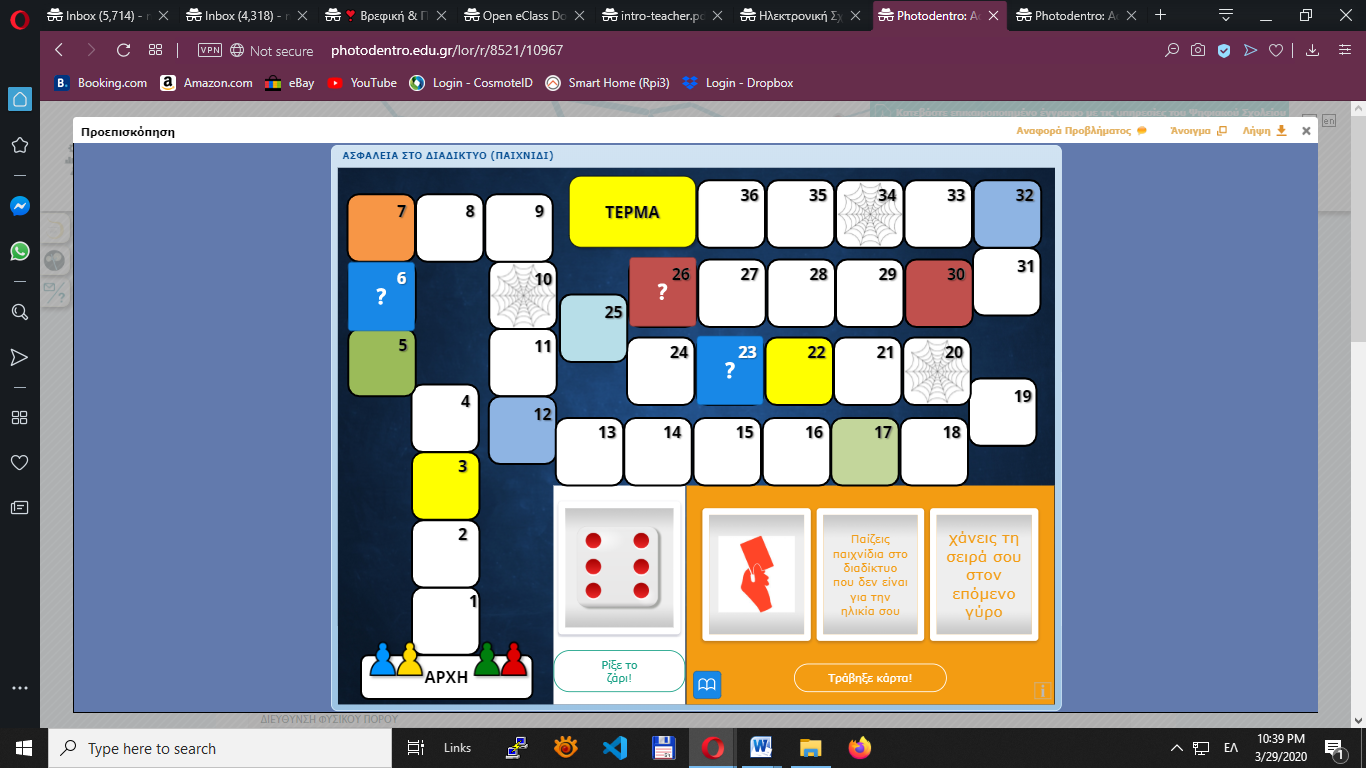 Inbox (5,714) - r
Inbox (4,318) - r
Βρεφική & Π
Open eClass Do
intro-teacher.pd
Ηλεκτρονική Σχ
Photodentro: A
Photodentro: A
VPN
Not secure
photodentro.edu.gr/lor/r/8521/10967
Booking.com
Amazon.com
eBay
YouTube
Login - CosmoteID
Smart Home (Rpi3)
Login - Dropbox
en
Προεπισκόπηση
Αναφορά Προβλήματος
Άνοιγμα
Λήψη
ΑΣΦΑΛΕΙΑ ΣΤΟ ΔΙΑΔΙΚΤΥΟ (ΠΑΙΧΝΙΔΙ)
7 8 9
ΤΕΡΜΑ
36 35 34 33 32
6
?
10
26
?
27 28 29 30 31
25
5
11
24
23
?
22 21 20
19
4
12
13 14 15 16 17 18
3
2
1
ΑΡΧΗ
Ρίξε το
ζάρι!
Παίζεις
παιχνίδια στο
διαδίκτυο
που δεν είναι
για την
ηλικία σου
χάνεις τη
σειρά σου
στον
επόμενο
γύρο
Τράβηξε κάρτα!
ΔΙΕΥΘΥΝΣΗ ΦΥΣΙΚΟΥ ΠΟΡΟΥ
Type here to search
Links
ΕΛ
10:39 PM
3/29/2020
1